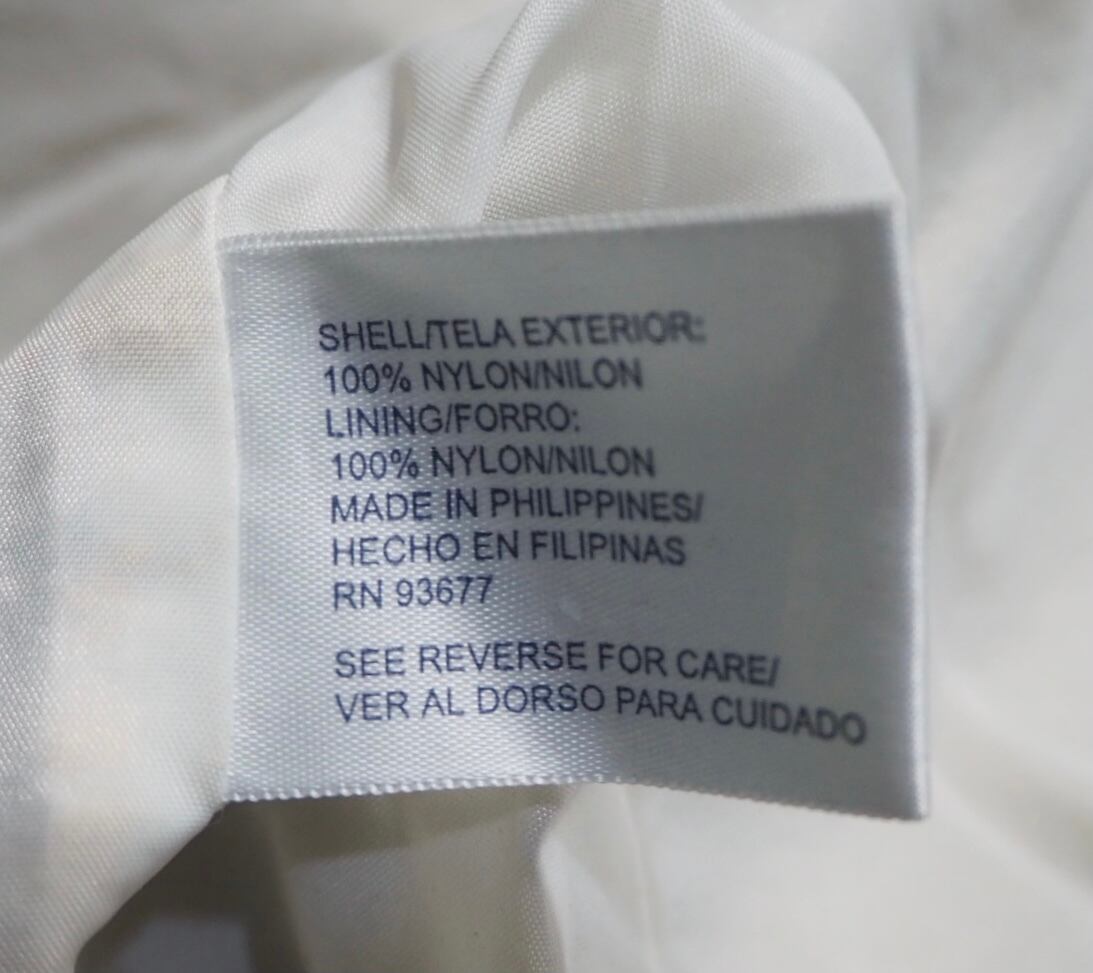 SHELL/TELA EXTERIOR:
100% NYLON/NILON
LINING/FORRO:
100% NYLON/NILON
MADE IN PHILIPPINES/
HECHO EN FILIPINAS
RN 93677
SEE REVERSE FOR CARE/
VER AL DORSO PARA CUIDADO